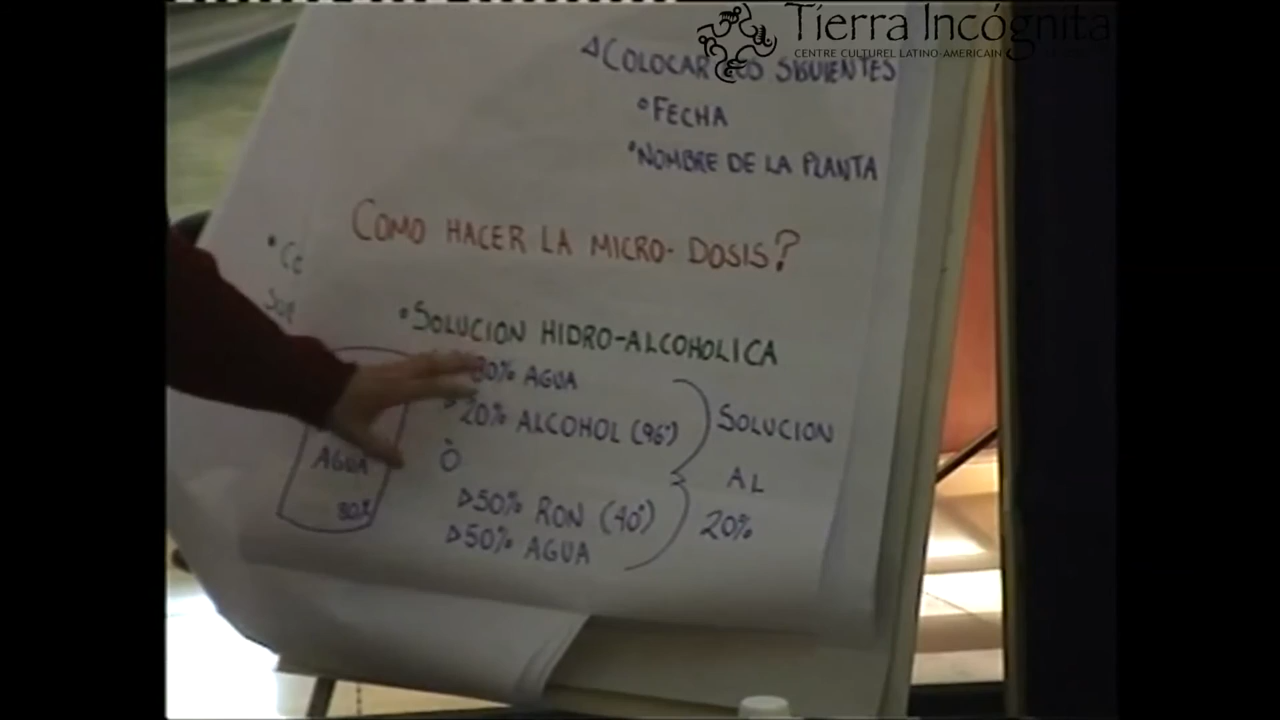 Tierra Incógnita
CENTRE CULTUREL LATINO-AMERICAIN
COLOCAR SIGUIENTES
°FECHA
°NOMBRE DE LA PLANTA
COMO HACER LA MICRO-DOSIS?
•SOLUCION HIDRO-ALCOHOLICA
80% AGUA
20% ALCOHOL (96°)
Ò
▷50% RON (40°)
▷50% AGUA
SOLUCION
AL
20%
AGUA
80%